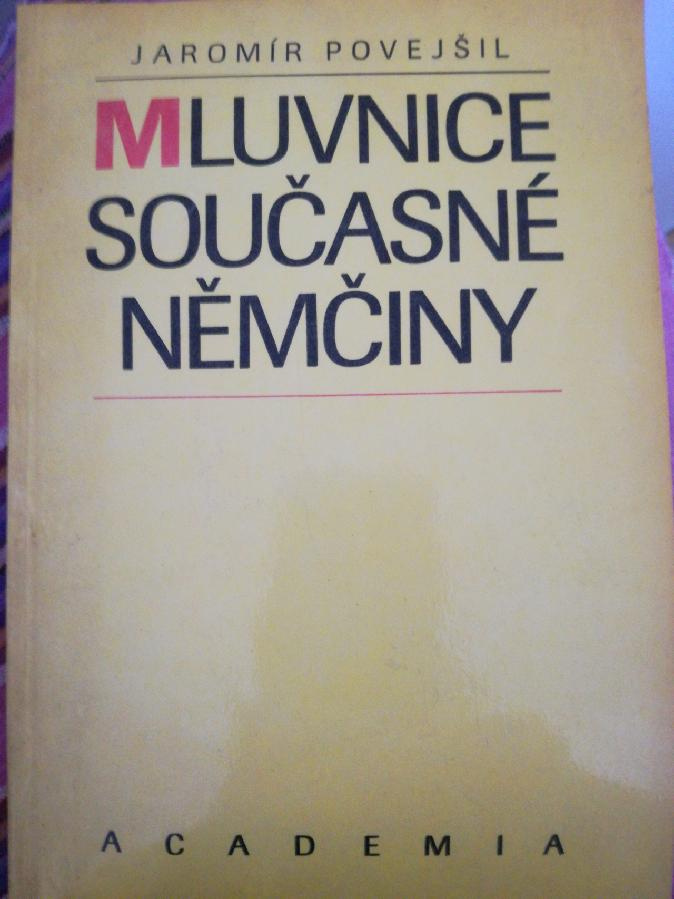 JAROMÍR POVEJŠIL
MLUVNICE
SOUČASNÉ
NĚMČINY
ACADEMIA